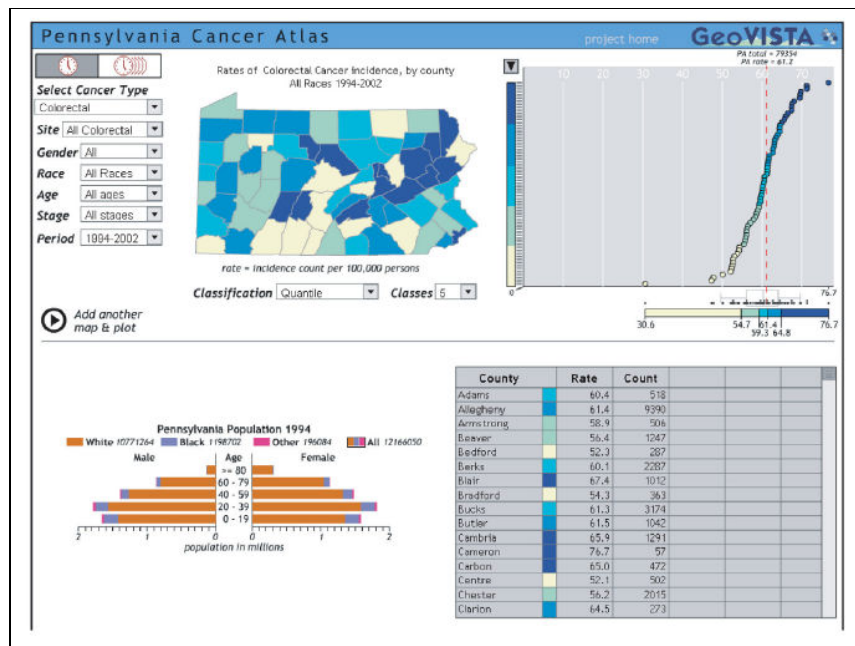 Pennsylvania Cancer Atlas
project home
GeoVISTA
PA total = 79354
PA rate = 61.2
Select Cancer Type
Colorectal
Site All Colorectal
Gender All
Race All Races
Age All ages
Stage All stages
Period 1994-2002
Rates of Colorectal Cancer Incidence, by county
All Races 1994-2002
rate = incidence count per 100,000 persons
Classification Quantile Classes 5
10 20 30 40 50 60 70
0 76.7
30.6 54.7 61.4 76.7
59.3 64.8
Add another
map & plot
Pennsylvania Population 1994
White 10771264 Black 1198702 Other 196084 All 12166050
Male Age Female
>= 80
60 - 79
40 - 59
20 - 39
0 - 19
2 1 0 0 1 2
population in millions
County Rate Count
Adams 60.4 518
Allegheny 61.4 9390
Armstrong 58.9 506
Beaver 56.4 1247
Bedford 52.3 287
Berks 60.1 2287
Blair 67.4 1012
Bradford 54.3 363
Bucks 61.3 3174
Butler 61.5 1042
Cambria 65.9 1291
Cameron 76.7 57
Carbon 65.0 472
Centre 52.1 502
Chester 56.2 2015
Clarion 64.5 273